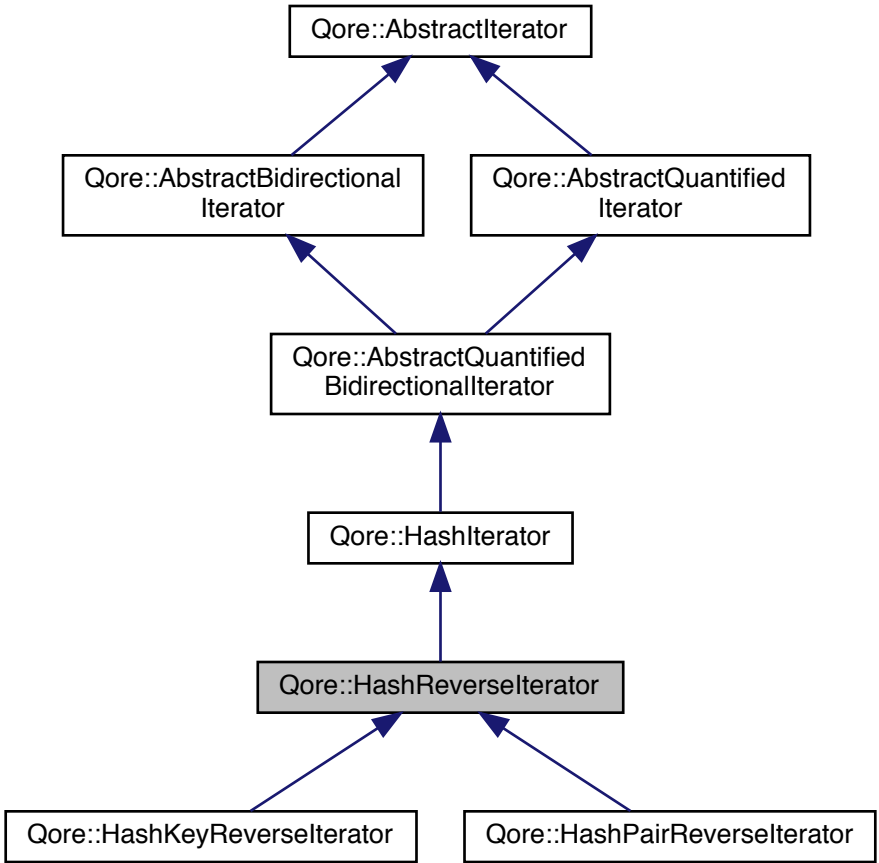 Qore::AbstractIterator
Qore::AbstractBidirectional
Iterator
Qore::AbstractQuantified
Iterator
Qore::AbstractQuantified
BidirectionalIterator
Qore::HashIterator
Qore::HashReverseIterator
Qore::HashKeyReverseIterator
Qore::HashPairReverseIterator